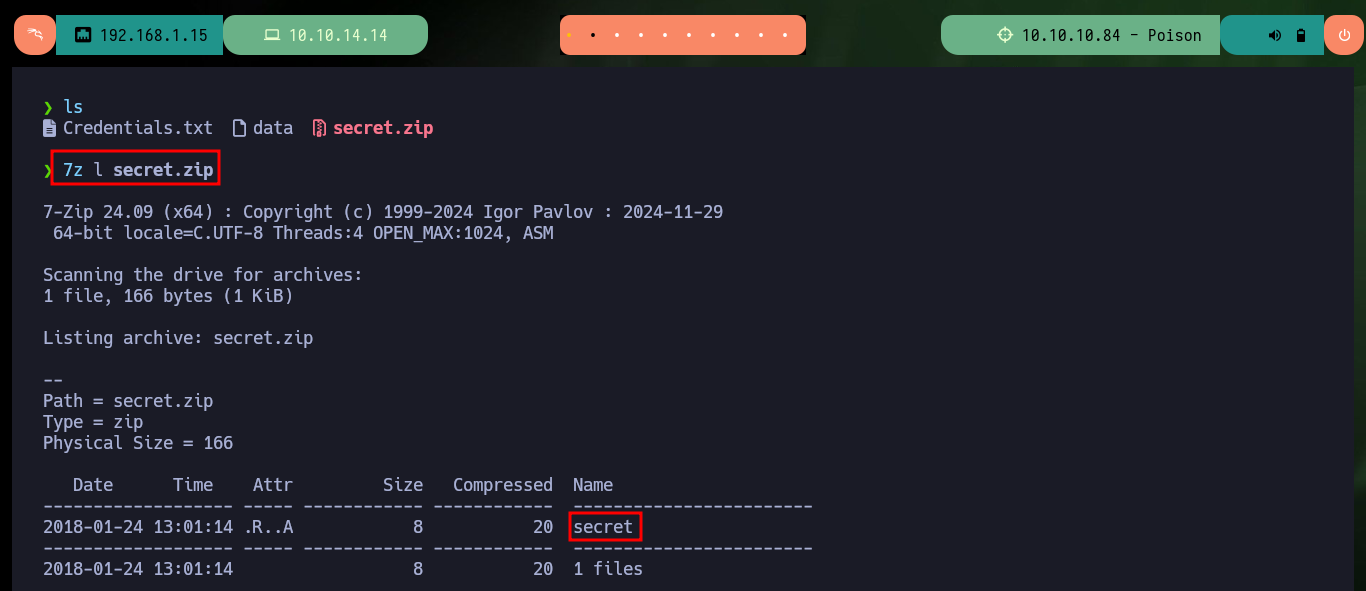 192.168.1.15 10.10.14.14 10.10.10.84 - Poison
❯ ls
Credentials.txt data secret.zip
❯ 7z l secret.zip
7-Zip 24.09 (x64) : Copyright (c) 1999-2024 Igor Pavlov : 2024-11-29
64-bit locale=C.UTF-8 Threads:4 OPEN_MAX:1024, ASM
Scanning the drive for archives:
1 file, 166 bytes (1 KiB)
Listing archive: secret.zip
--
Path = secret.zip
Type = zip
Physical Size = 166
Date Time Attr Size Compressed Name
------------------- ----- ------------ ------------ ------------------------
2018-01-24 13:01:14 .R..A 8 20 secret
------------------- ----- ------------ ------------ ------------------------
2018-01-24 13:01:14 8 20 1 files